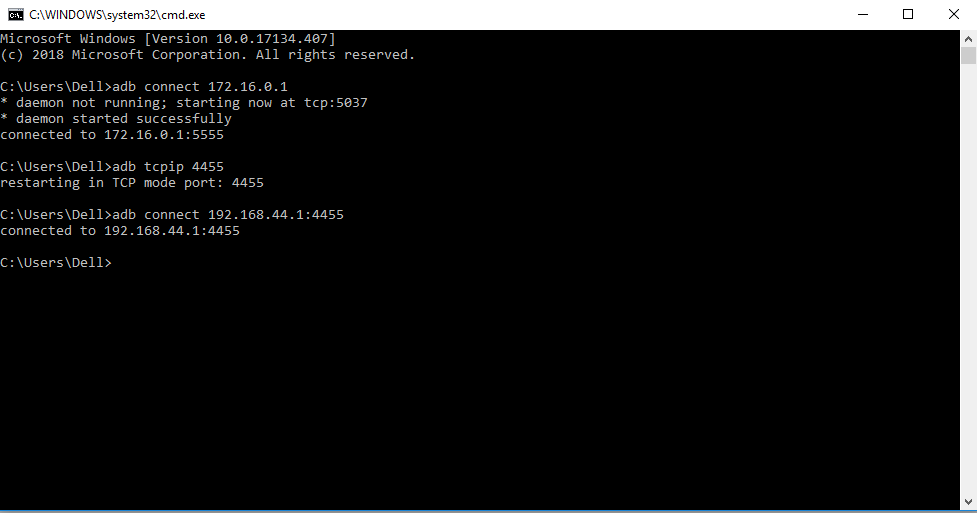 C:\WINDOWS\system32\cmd.exe
Microsoft Windows [Version 10.0.17134.407]
(c) 2018 Microsoft Corporation. All rights reserved.
C:\Users\Dell>adb connect 172.16.0.1
* daemon not running; starting now at tcp:5037
* daemon started successfully
connected to 172.16.0.1:5555
C:\Users\Dell>adb tcpip 4455
restarting in TCP mode port: 4455
C:\Users\Dell>adb connect 192.168.44.1:4455
connected to 192.168.44.1:4455
C:\Users\Dell>